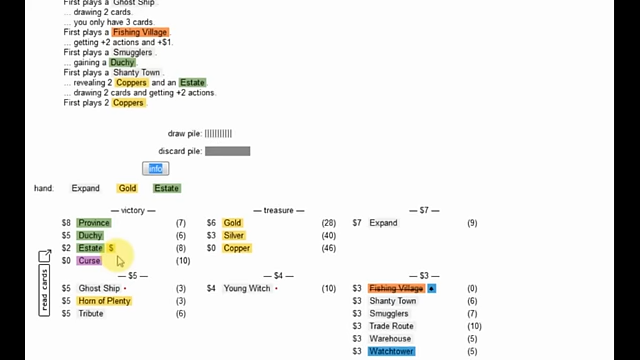 First plays a Ghost Ship .
... drawing 2 cards.
... you only have 3 cards.
First plays a Fishing Village .
... getting +2 actions and +$1.
First plays a Smugglers .
... gaining a Duchy .
First plays a Shanty Town .
... revealing 2 Coppers and an Estate .
... drawing 2 cards and getting +2 actions.
First plays 2 Coppers .
draw pile: |||||||||||
discard pile:
info
hand: Expand Gold Estate
— victory — — treasure — — $7 —
$8 Province (7) $6 Gold (28) $7 Expand (9)
$5 Duchy (6) $3 Silver (40)
$2 Estate $ (8) $0 Copper (46)
$0 Curse (10)
read cards
— $5 — — $4 — — $3 —
$5 Ghost Ship • (3) $4 Young Witch • (10) $3 Fishing Village • (0)
$5 Horn of Plenty (3) $3 Shanty Town (6)
$5 Tribute (6) $3 Smugglers (7)
$3 Trade Route (10)
$3 Warehouse (5)
$3 Watchtower (5)